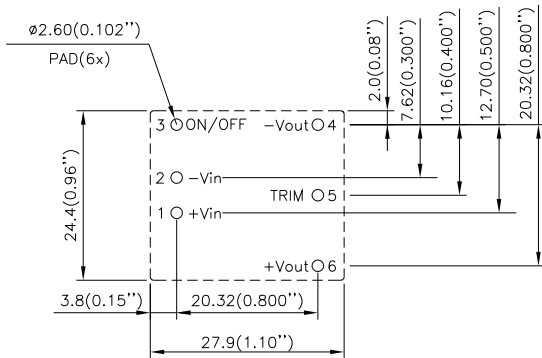 ø2.60(0.102'')
PAD(6x)
2.0(0.08'')
7.62(0.300'')
10.16(0.400'')
12.70(0.500'')
20.32(0.800'')
3 ON/OFF
-Vout 4
2 -Vin
TRIM 5
1 +Vin
+Vout 6
24.4(0.96'')
3.8(0.15'')
20.32(0.800'')
27.9(1.10'')